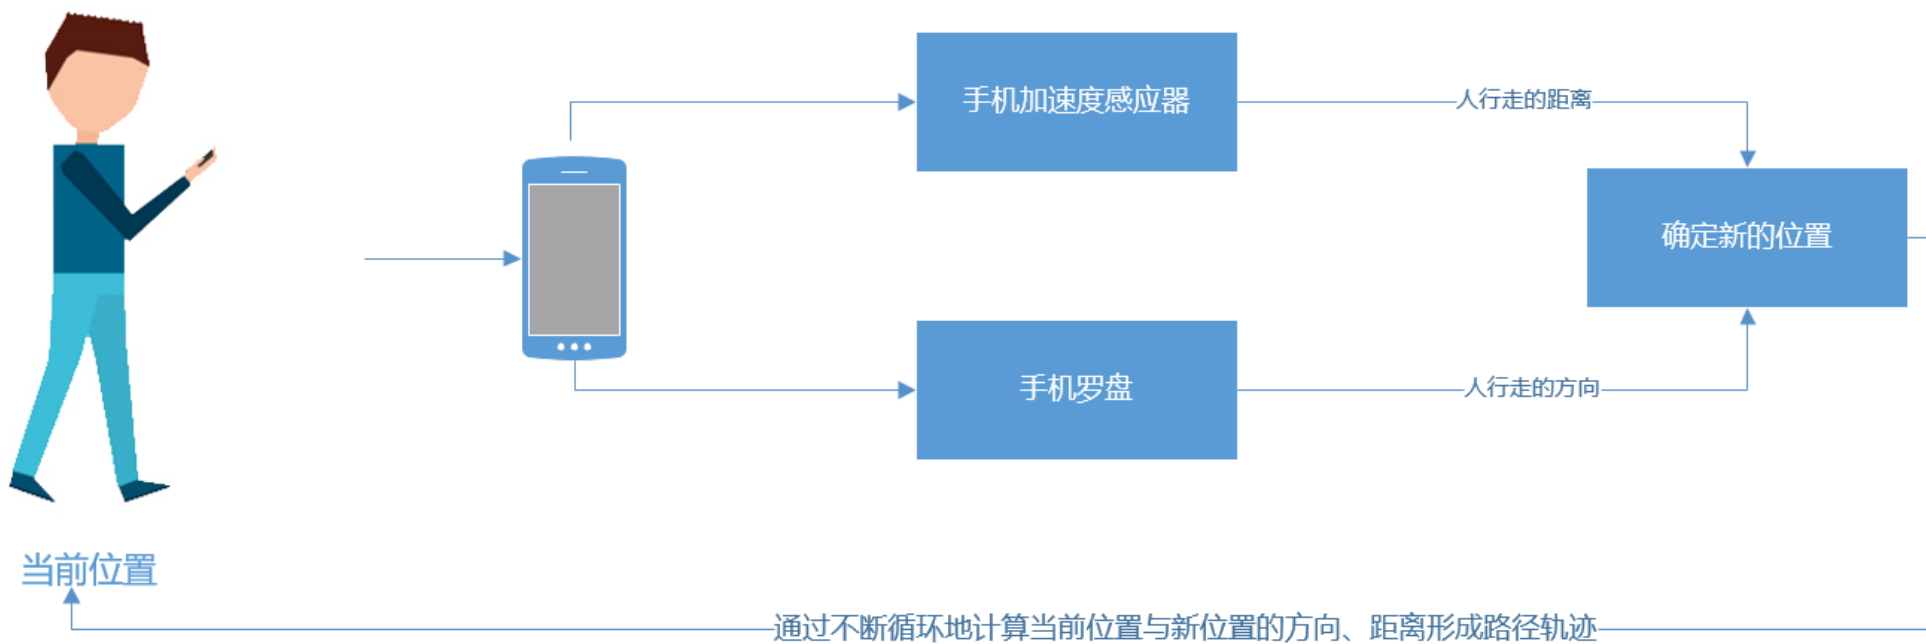 手机加速度感应器
人行走的距离
确定新的位置
手机罗盘
人行走的方向
当前位置
通过不断循环地计算当前位置与新位置的方向、距离形成路径轨迹